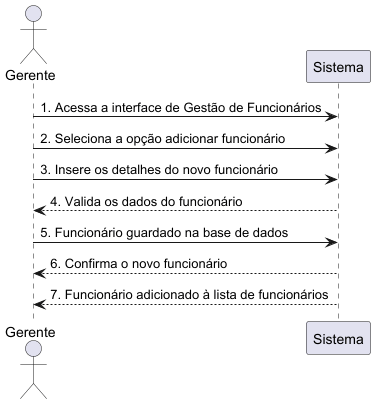 Gerente
Sistema
1. Acessa a interface de Gestão de Funcionários
2. Seleciona a opção adicionar funcionário
3. Insere os detalhes do novo funcionário
4. Valida os dados do funcionário
5. Funcionário guardado na base de dados
6. Confirma o novo funcionário
7. Funcionário adicionado à lista de funcionários
Gerente
Sistema